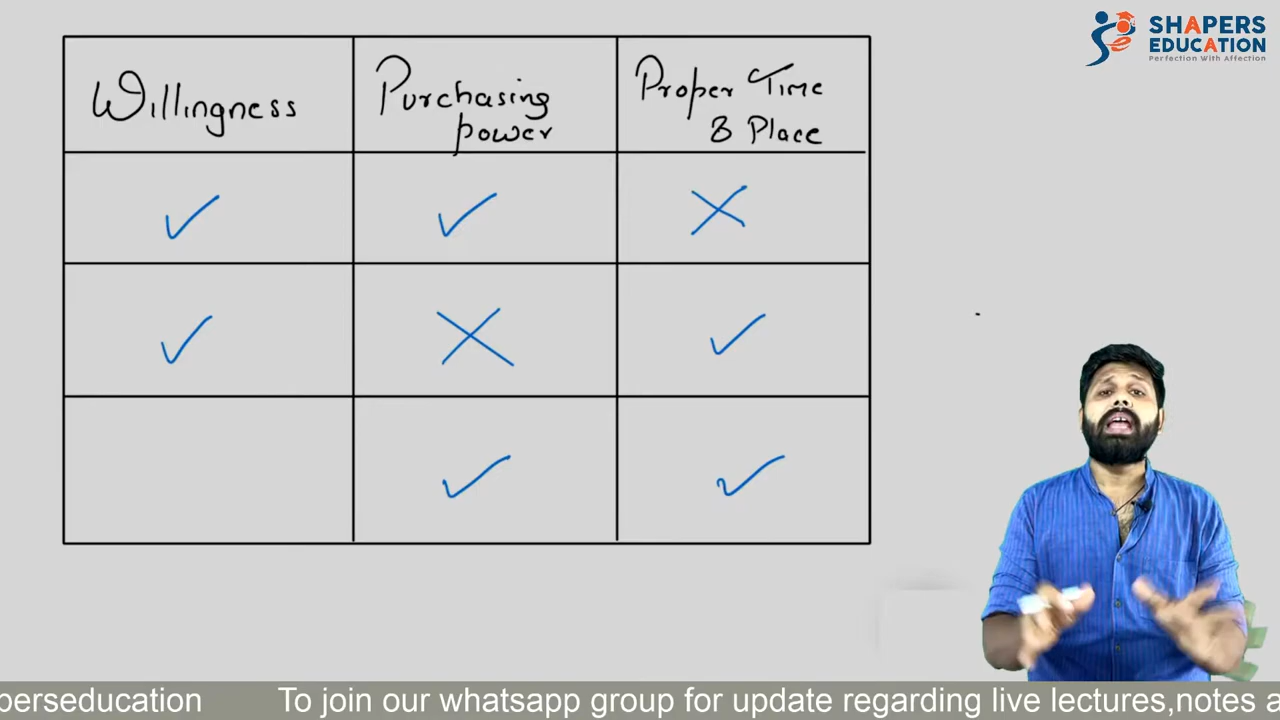 SHAPERS
EDUCATION
Perfection With Affection
Willingness
Purchasing
power
Proper Time
& Place
✓ ✓ ✗
✓ ✗ ✓
✓ ✓
perseducation To join our whatsapp group for update regarding live lectures,notes a